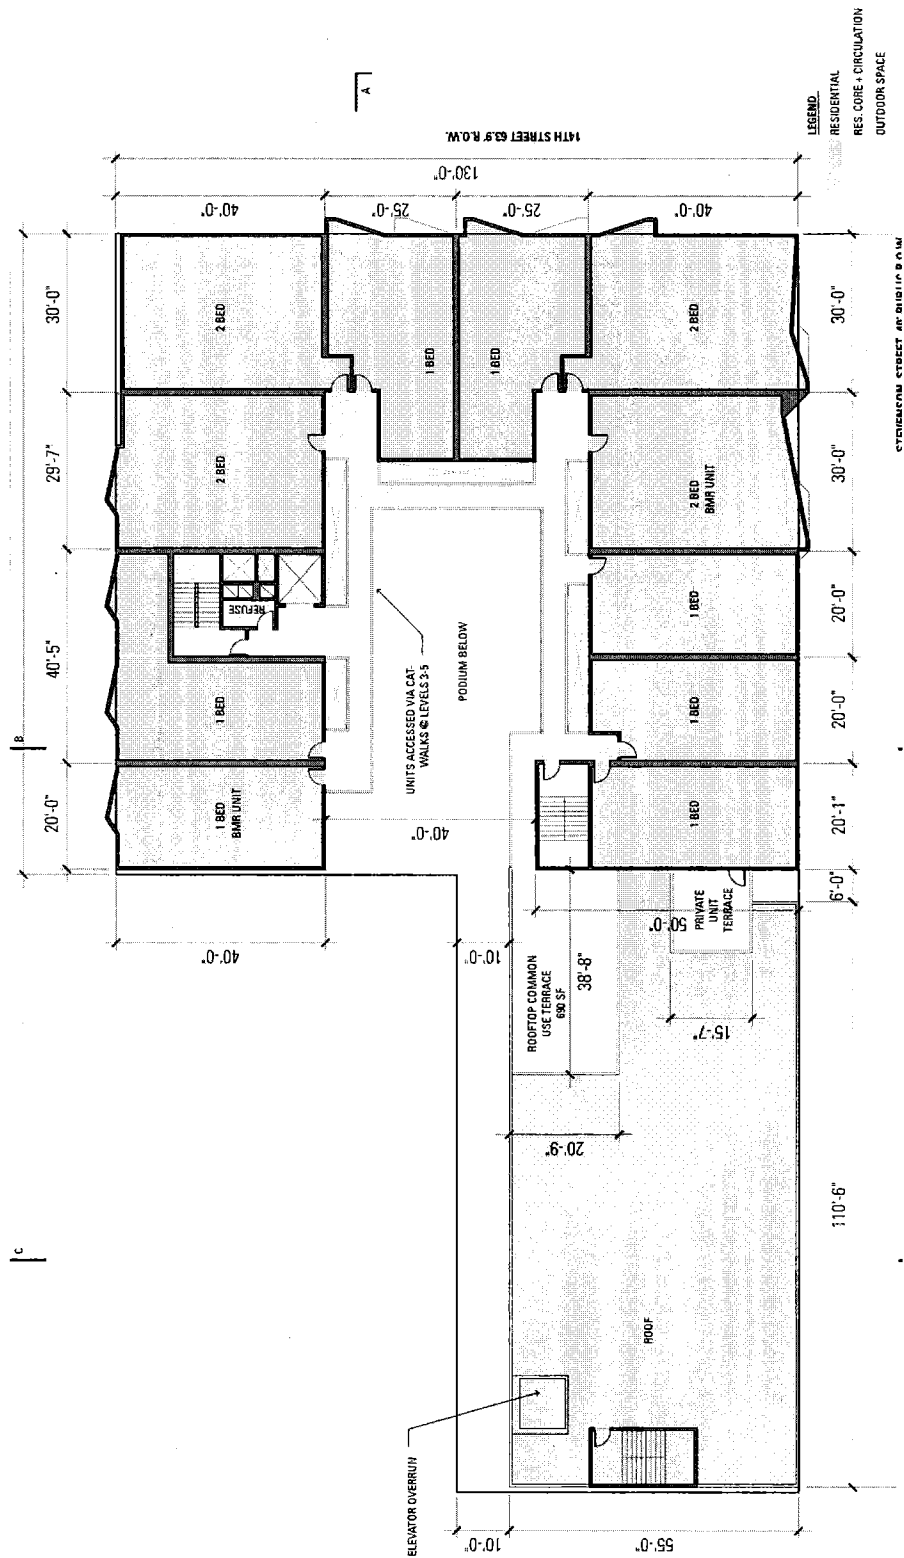 C
B
20'-0"
40'-5"
29'-7"
30'-0"
40'-0"
1 BED
BMR UNIT
1 BED
REFUSE
2 BED
2 BED
40'-0"
A
ELEVATOR OVERRUN
UNITS ACCESSED VIA CAT-
WALKS @ LEVELS 3-5
40'-0"
PODIUM BELOW
1 BED
25'-0"
130'-0"
14TH STREET 63.9' R.O.W.
10'-0"
10'-0"
1 BED
25'-0"
ROOFTOP COMMON
USE TERRACE
690 SF
38'-8"
20'-9"
55'-0"
ROOF
50'-0"
PRIVATE
UNIT
TERRACE
15'-7"
1 BED
1 BED
1 BED
2 BED
BMR UNIT
2 BED
40'-0"
110'-6"
6'-0"
20'-1"
20'-0"
20'-0"
30'-0"
30'-0"
LEGEND
RESIDENTIAL
RES. CORE + CIRCULATION
OUTDOOR SPACE
STEVENSON STREET 40' PUBLIC R.O.W